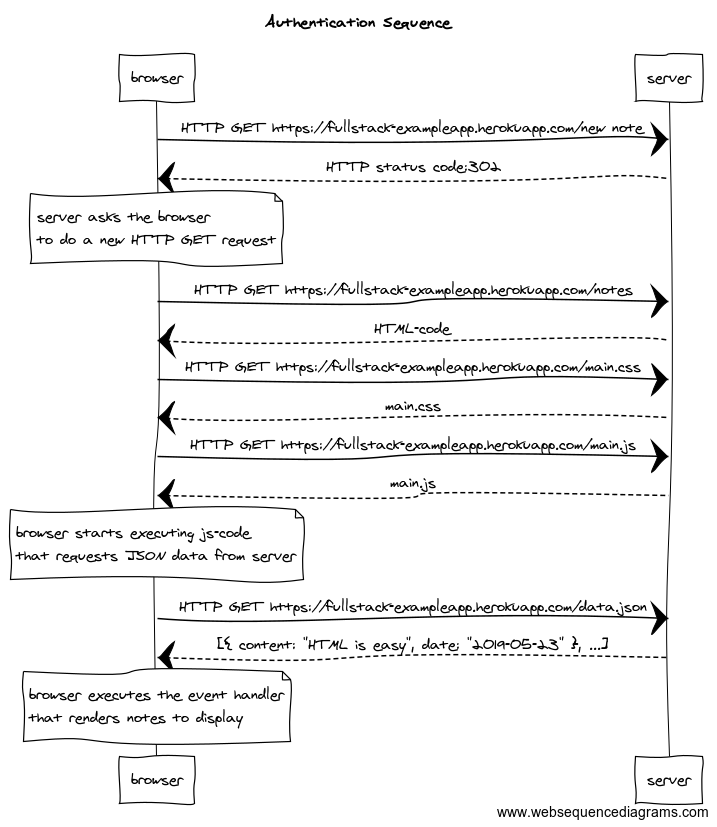 Authentication Sequence
browser
server
HTTP GET https://fullstack-exampleapp.herokuapp.com/new note
HTTP status code:302
server asks the browser
to do a new HTTP GET request
HTTP GET https://fullstack-exampleapp.herokuapp.com/notes
HTML-code
HTTP GET https://fullstack-exampleapp.herokuapp.com/main.css
main.css
HTTP GET https://fullstack-exampleapp.herokuapp.com/main.js
main.js
browser starts executing js-code
that requests JSON data from server
HTTP GET https://fullstack-exampleapp.herokuapp.com/data.json
[{ content: "HTML is easy", date: "2019-05-23" }, ...]
browser executes the event handler
that renders notes to display
browser
server
www.websequencediagrams.com